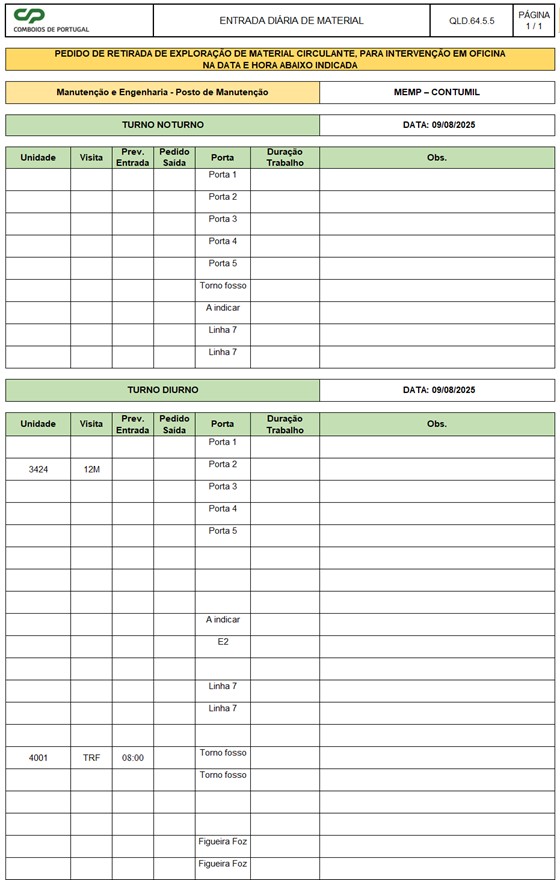 CP
COMBOIOS DE PORTUGAL
ENTRADA DIÁRIA DE MATERIAL
QLD.64.5.5
PÁGINA
1 / 1
PEDIDO DE RETIRADA DE EXPLORAÇÃO DE MATERIAL CIRCULANTE, PARA INTERVENÇÃO EM OFICINA
NA DATA E HORA ABAIXO INDICADA
Manutenção e Engenharia - Posto de Manutenção
MEMP – CONTUMIL
TURNO NOTURNO
DATA: 09/08/2025
Unidade Visita Prev. Entrada Pedido Saída Porta Duração Trabalho Obs.
Porta 1
Porta 2
Porta 3
Porta 4
Porta 5
Torno fosso
A indicar
Linha 7
Linha 7
TURNO DIURNO
DATA: 09/08/2025
Unidade Visita Prev. Entrada Pedido Saída Porta Duração Trabalho Obs.
Porta 1
3424 12M Porta 2
Porta 3
Porta 4
Porta 5
A indicar
E2
Linha 7
Linha 7
4001 TRF 08:00 Torno fosso
Torno fosso
Figueira Foz
Figueira Foz